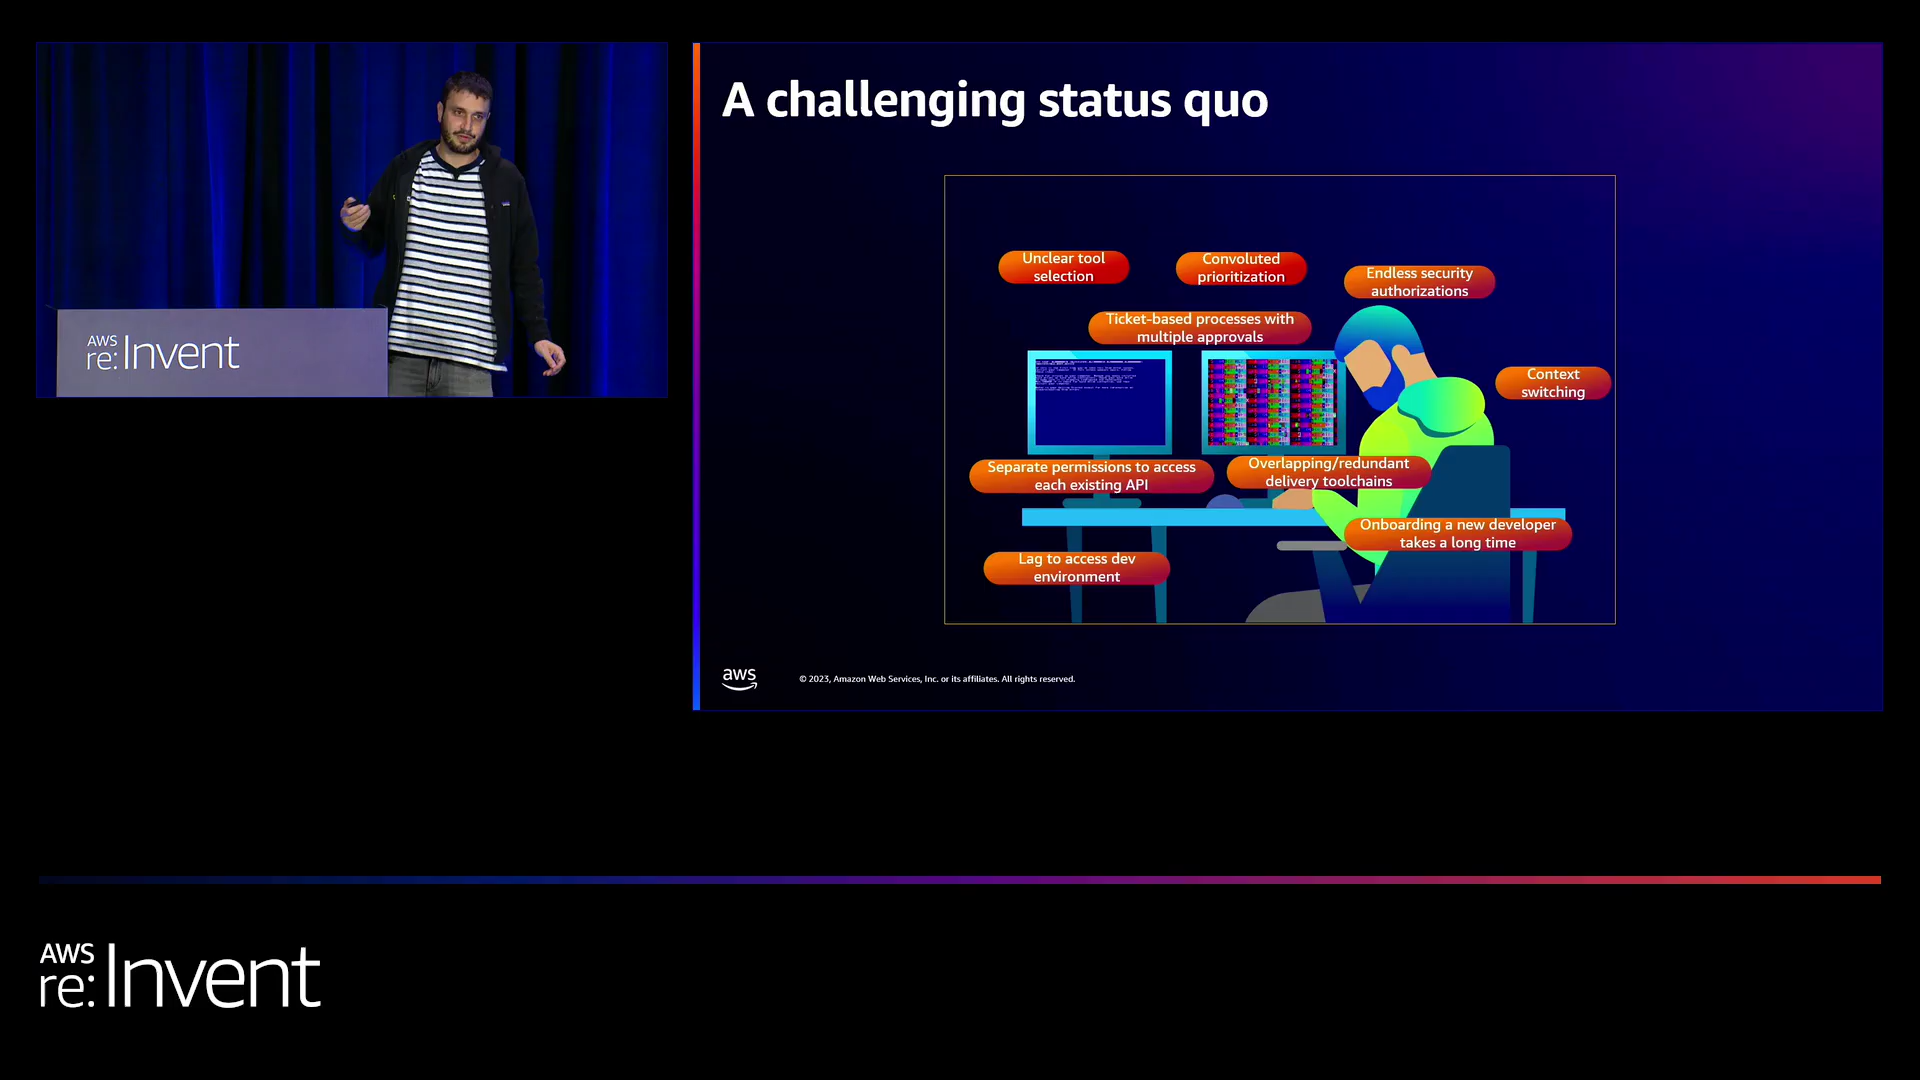 AWS
re:Invent
A challenging status quo
Unclear tool
selection
Convoluted
prioritization
Endless security
authorizations
Ticket-based processes with
multiple approvals
Context
switching
Separate permissions to access
each existing API
Overlapping/redundant
delivery toolchains
Onboarding a new developer
takes a long time
Lag to access dev
environment
aws
© 2023, Amazon Web Services, Inc. or its affiliates. All rights reserved.
AWS
re:Invent